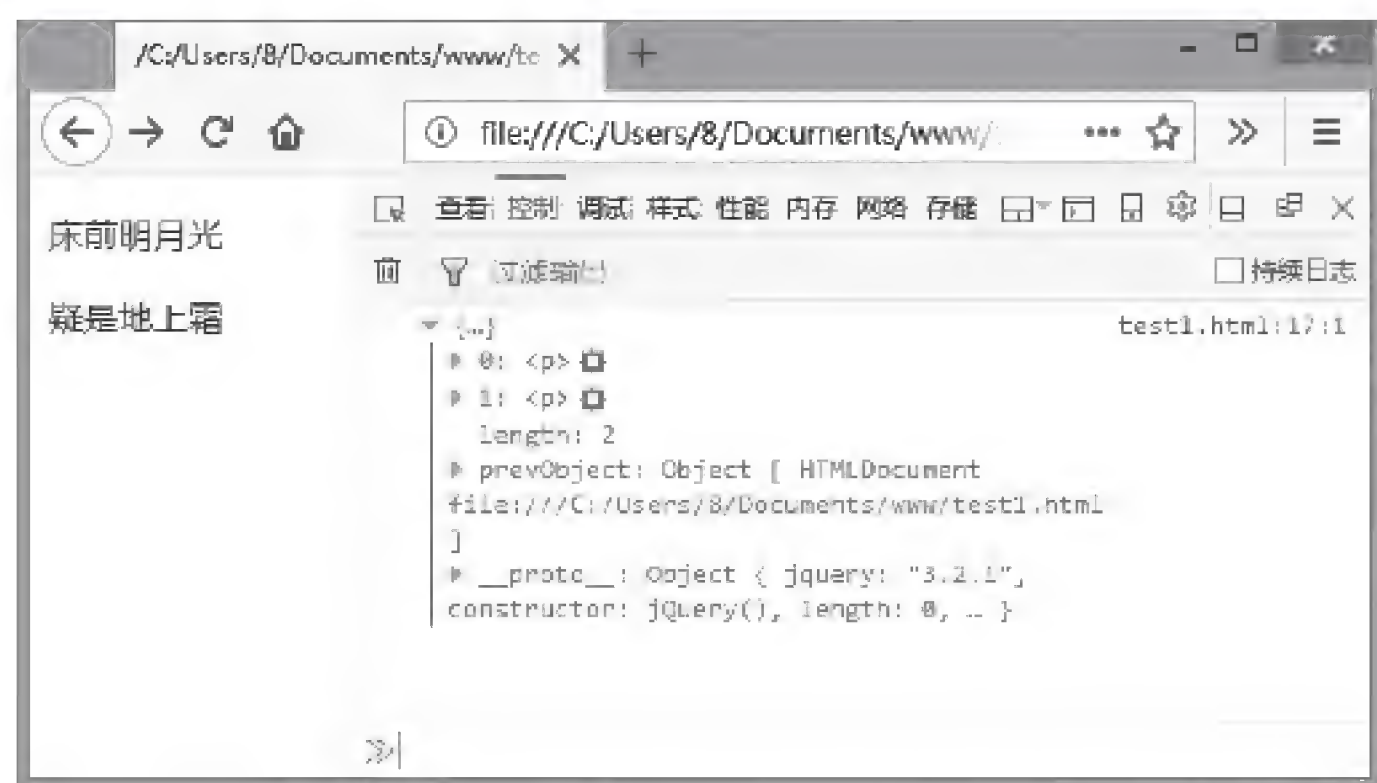 /C:/Users/8/Documents/www/te
file:///C:/Users/8/Documents/www/
查看 控制 调试 样式 性能 内存 网络 存储
过滤输出
持续日志
床前明月光
疑是地上霜
{…}
test1.html:17:1
0: <p>
1: <p>
length: 2
prevObject: Object [ HTMLDocument
file:///C:/Users/8/Documents/www/test1.html
]
__proto__: Object { jquery: "3.2.1",
constructor: jQuery(), length: 0, … }